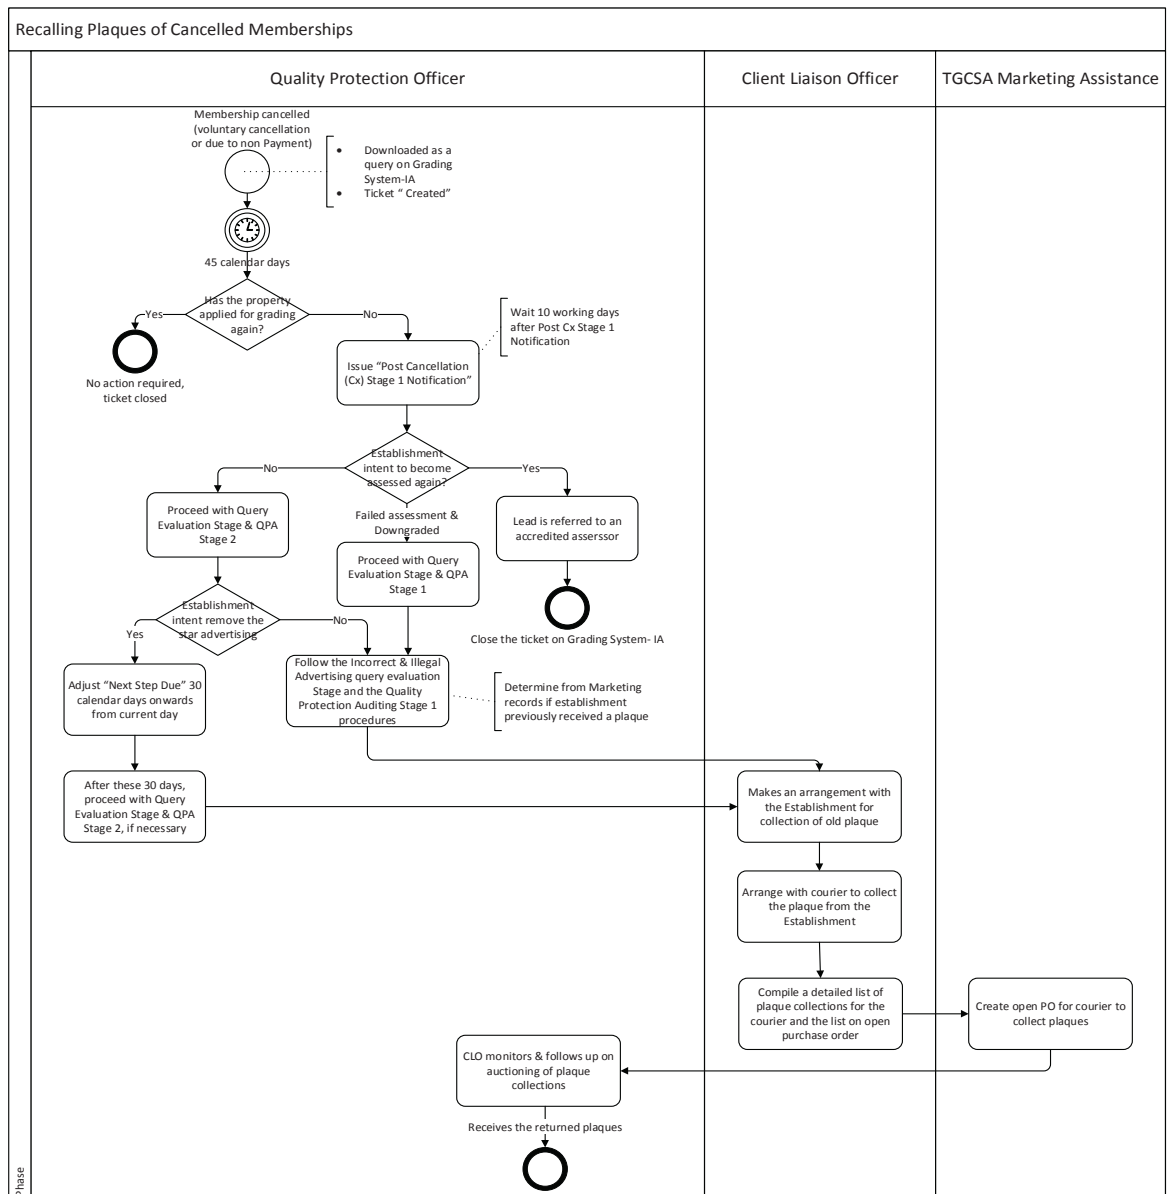 Recalling Plaques of Cancelled Memberships
Quality Protection Officer
Client Liaison Officer
TGCSA Marketing Assistance
Membership cancelled
(voluntary cancellation
or due to non Payment)
• Downloaded as a
query on Grading
System-IA
• Ticket “ Created”
45 calendar days
Has the property
applied for grading
again?
Yes
No
No action required,
ticket closed
Wait 10 working days
after Post Cx Stage 1
Notification
Issue “Post Cancellation
(Cx) Stage 1 Notification”
Establishment
intent to become
assessed again?
No
Yes
Failed assessment &
Downgraded
Proceed with Query
Evaluation Stage & QPA
Stage 2
Lead is referred to an
accredited aserssor
Proceed with Query
Evaluation Stage & QPA
Stage 1
Close the ticket on Grading System- IA
Establishment
intent remove the
star advertising
Yes
No
Adjust “Next Step Due” 30
calendar days onwards
from current day
Follow the Incorrect & Illegal
Advertising query evaluation
Stage and the Quality
Protection Auditing Stage 1
procedures
Determine from Marketing
records if establishment
previously received a plaque
After these 30 days,
proceed with Query
Evaluation Stage & QPA
Stage 2, if necessary
Makes an arrangement with
the Establishment for
collection of old plaque
Arrange with courier to collect
the plaque from the
Establishment
Compile a detailed list of
plaque collections for the
courier and the list on open
purchase order
Create open PO for courier to
collect plaques
CLO monitors & follows up on
auctioning of plaque
collections
Receives the returned plaques
Phase